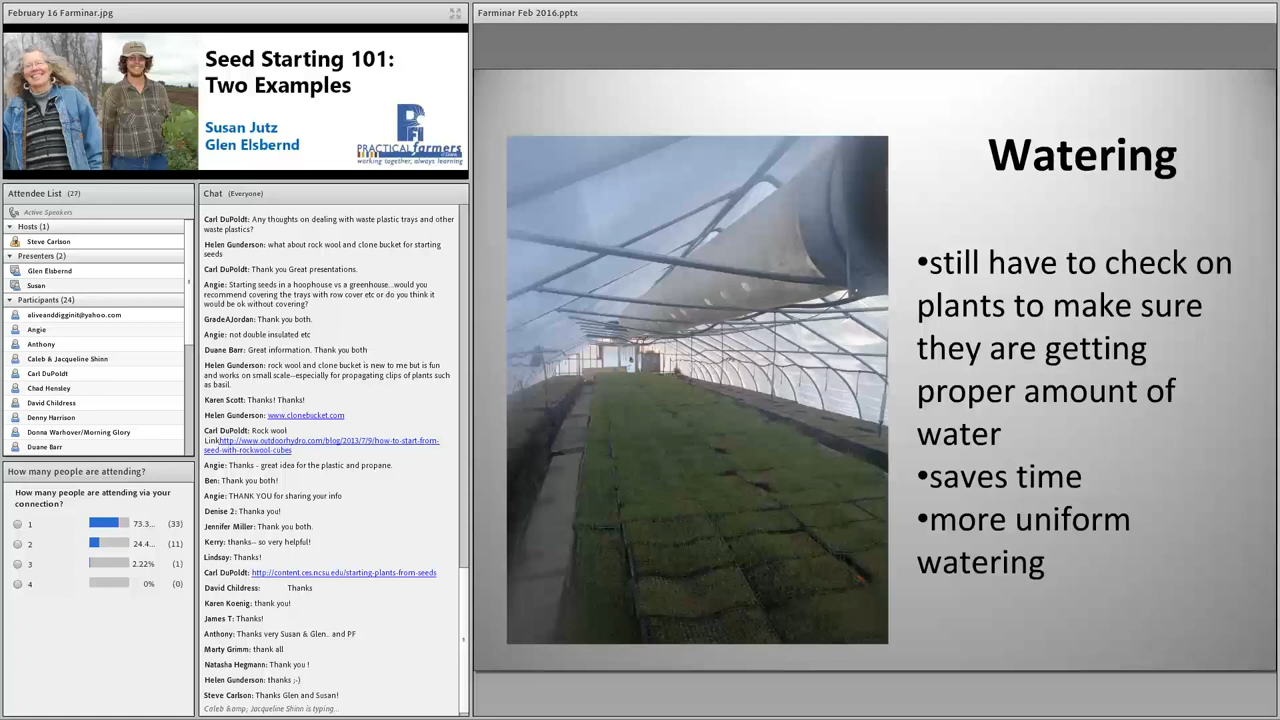 February 16 Farminar.jpg
Seed Starting 101:
Two Examples
Susan Jutz
Glen Elsbernd
PFI
PRACTICAL farmers
working together, always learning
Attendee List (27)
Active Speakers
Hosts (1)
Steve Carlson
Presenters (2)
Glen Elsbernd
Susan
Participants (24)
aliveanddigginit@yahoo.com
Angie
Anthony
Caleb & Jacqueline Shinn
Carl DuPoldt
Chad Hensley
David Childress
Denny Harrison
Donna Warhover/Morning Glory
Duane Barr
How many people are attending?
How many people are attending via your
connection?
1 73.3... (33)
2 24.4... (11)
3 2.22% (1)
4 0% (0)
Chat (Everyone)
Carl DuPoldt: Any thoughts on dealing with waste plastic trays and other
waste plastics?
Helen Gunderson: what about rock wool and clone bucket for starting
seeds
Carl DuPoldt: Thank you Great presentations.
Angie: Starting seeds in a hoophouse vs a greenhouse...would you
recommend covering the trays with row cover etc or do you think it
would be ok without covering?
GradeAJordan: Thank you both.
Angie: not double insulated etc
Duane Barr: Great information. Thank you both
Helen Gunderson: rock wool and clone bucket is new to me but is fun
and works on small scale--especially for propagating clips of plants such
as basil.
Karen Scott: Thanks! Thanks!
Helen Gunderson: www.clonebucket.com
Carl DuPoldt: Rock wool
Linkhttp://www.outdoorhydro.com/blog/2013/7/9/how-to-start-from-
seed-with-rockwool-cubes
Angie: Thanks - great idea for the plastic and propane.
Ben: Thank you both!
Angie: THANK YOU for sharing your info
Denise 2: Thanka you!
Jennifer Miller: Thank you both.
Kerry: thanks-- so very helpful!
Lindsay: Thanks!
Carl DuPoldt: http://content.ces.ncsu.edu/starting-plants-from-seeds
David Childress: Thanks
Karen Koenig: thank you!
James T: Thanks!
Anthony: Thanks very Susan & Glen.. and PF
Marty Grimm: thank all
Natasha Hegmann: Thank you !
Helen Gunderson: thanks ;-)
Steve Carlson: Thanks Glen and Susan!
Caleb &amp; Jacqueline Shinn is typing...
Farminar Feb 2016.pptx
Watering
•still have to check on
plants to make sure
they are getting
proper amount of
water
•saves time
•more uniform
watering